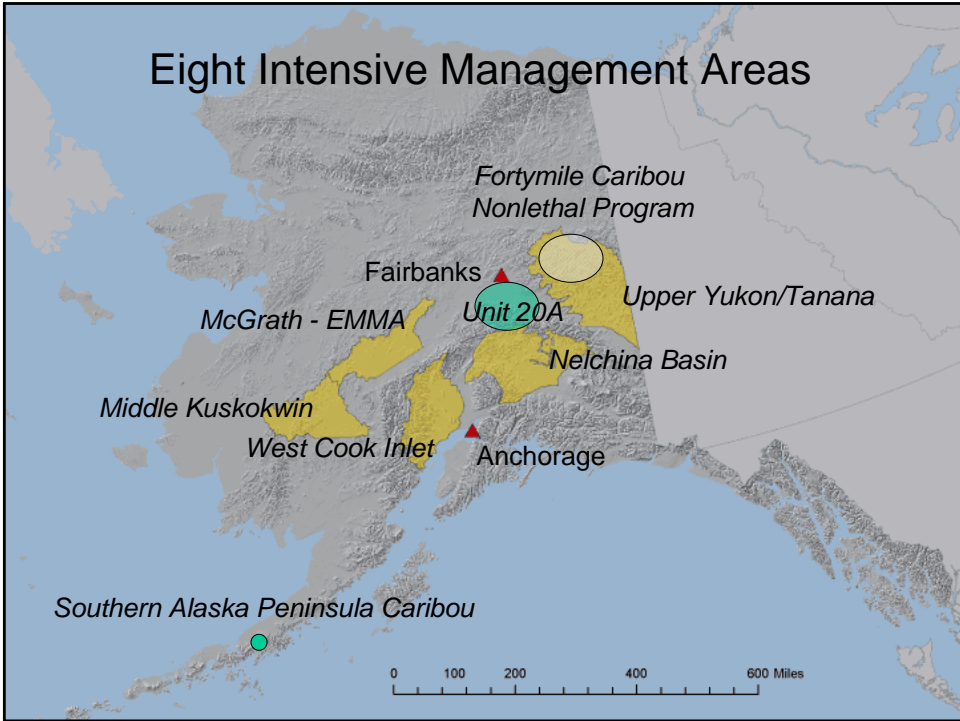 Eight Intensive Management Areas
Fortymile Caribou
Nonlethal Program
Fairbanks
Upper Yukon/Tanana
Unit 20A
McGrath - EMMA
Nelchina Basin
Middle Kuskokwin
West Cook Inlet
Anchorage
Southern Alaska Peninsula Caribou
0 100 200 400 600 Miles